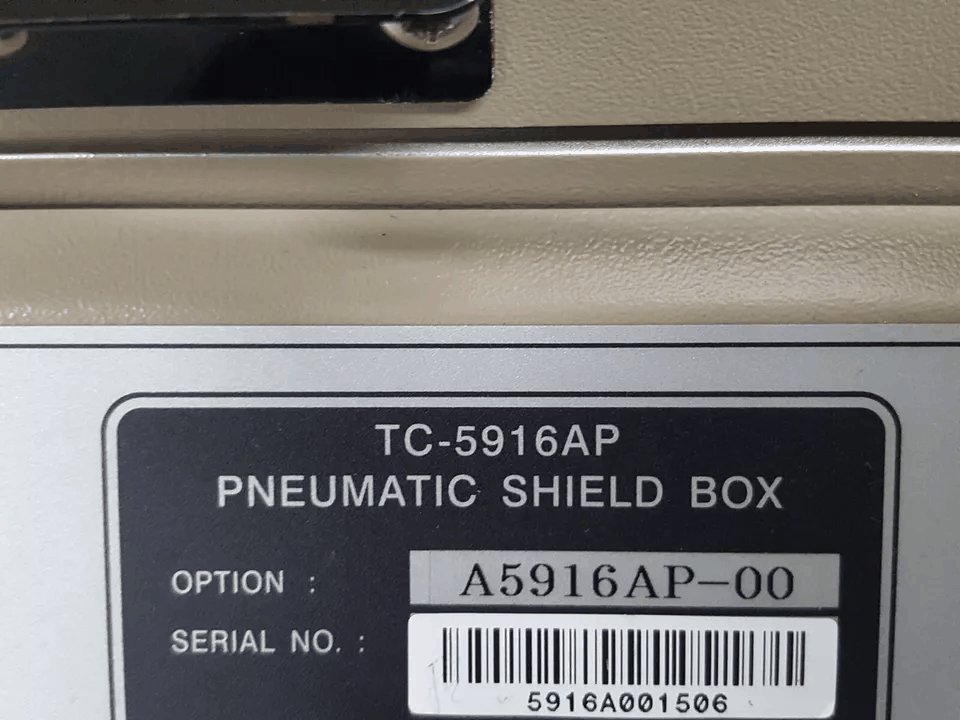 TC-5916AP
PNEUMATIC SHIELD BOX
OPTION : A5916AP-00
SERIAL NO. :
5916A001506